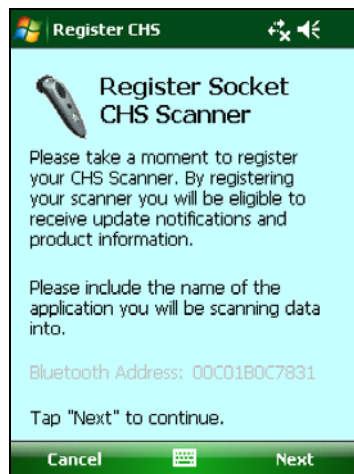 Register CHS
Register Socket
CHS Scanner
Please take a moment to register
your CHS Scanner. By registering
your scanner you will be eligible to
receive update notifications and
product information.
Please include the name of the
application you will be scanning data
into.
Bluetooth Address: 00C01B0C7831
Tap "Next" to continue.
Cancel Next